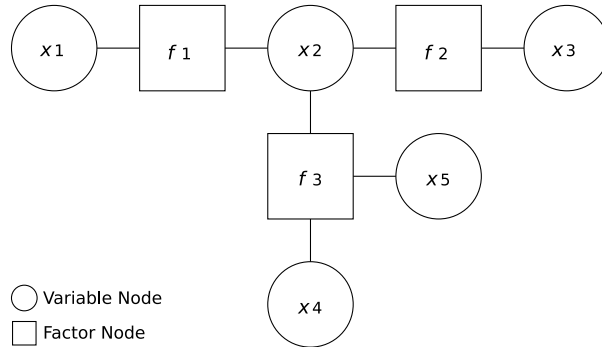 x1 f1 x2 f2 x3
f3 x5
x4
Variable Node
Factor Node